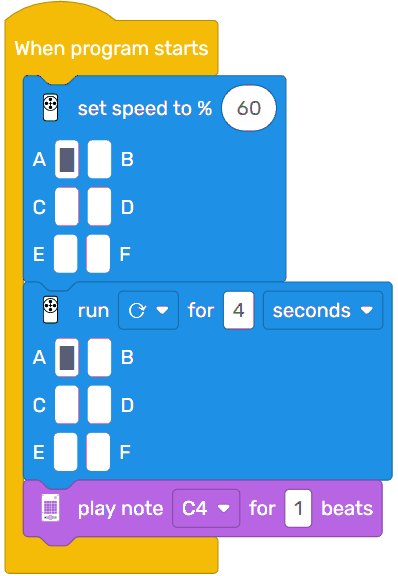 When program starts
set speed to % 60
A B
C D
E F
run for 4 seconds
A B
C D
E F
play note C4 for 1 beats